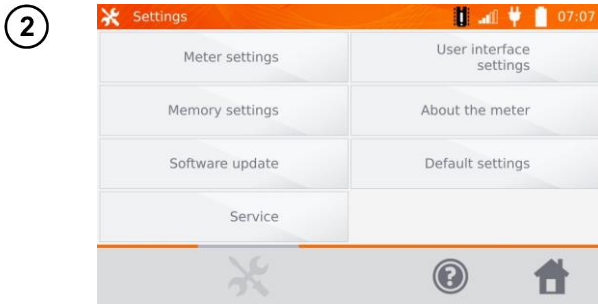 2
Settings
07:07
Meter settings
User interface
settings
Memory settings
About the meter
Software update
Default settings
Service
?